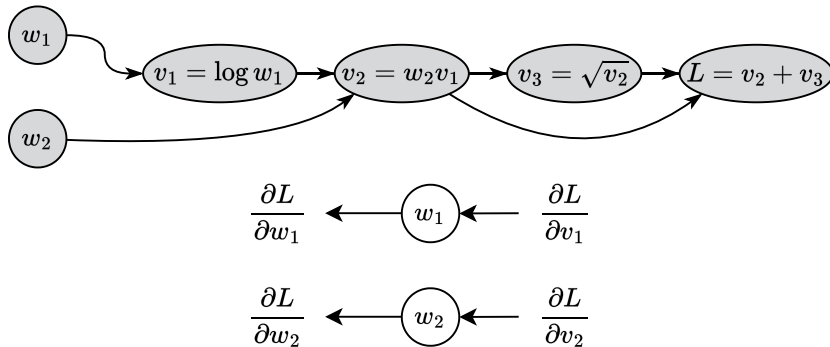 w₁
v₁ = log w₁
v₂ = w₂v₁
v₃ = √v₂
L = v₂ + v₃
w₂
∂L/∂w₁ w₁ ∂L/∂v₁
∂L/∂w₂ w₂ ∂L/∂v₂